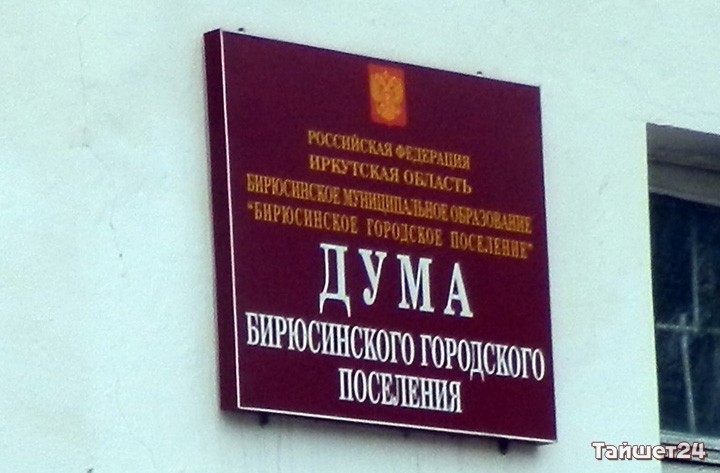 РОССИЙСКАЯ ФЕДЕРАЦИЯ
ИРКУТСКАЯ ОБЛАСТЬ
БИРЮСИНСКОЕ МУНИЦИПАЛЬНОЕ ОБРАЗОВАНИЕ
"БИРЮСИНСКОЕ ГОРОДСКОЕ ПОСЕЛЕНИЕ"
ДУМА
БИРЮСИНСКОГО ГОРОДСКОГО
ПОСЕЛЕНИЯ
Тайшет24